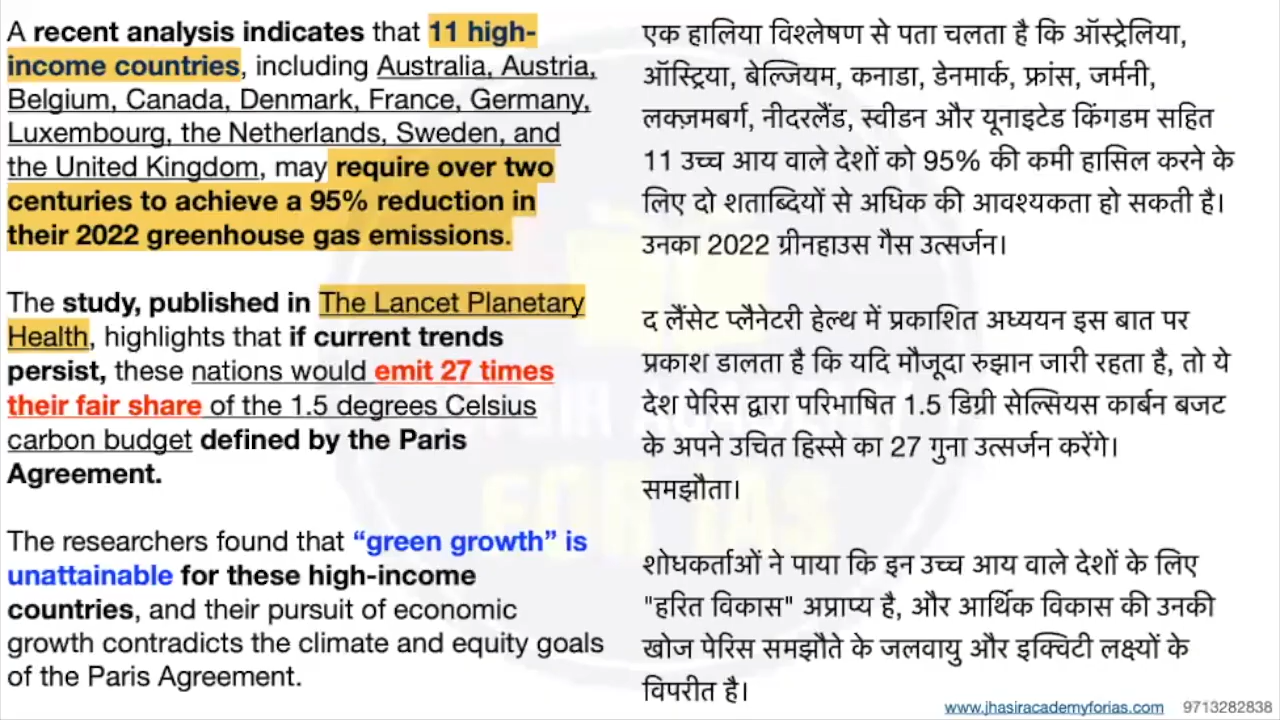 A recent analysis indicates that 11 high-
income countries, including Australia, Austria,
Belgium, Canada, Denmark, France, Germany,
Luxembourg, the Netherlands, Sweden, and
the United Kingdom, may require over two
centuries to achieve a 95% reduction in
their 2022 greenhouse gas emissions.
The study, published in The Lancet Planetary
Health, highlights that if current trends
persist, these nations would emit 27 times
their fair share of the 1.5 degrees Celsius
carbon budget defined by the Paris
Agreement.
The researchers found that “green growth” is
unattainable for these high-income
countries, and their pursuit of economic
growth contradicts the climate and equity goals
of the Paris Agreement.
एक हालिया विश्लेषण से पता चलता है कि ऑस्ट्रेलिया,
ऑस्ट्रिया, बेल्जियम, कनाडा, डेनमार्क, फ्रांस, जर्मनी,
लक्ज़मबर्ग, नीदरलैंड, स्वीडन और यूनाइटेड किंगडम सहित
11 उच्च आय वाले देशों को 95% की कमी हासिल करने के
लिए दो शताब्दियों से अधिक की आवश्यकता हो सकती है।
उनका 2022 ग्रीनहाउस गैस उत्सर्जन।
द लैंसेट प्लैनेटरी हेल्थ में प्रकाशित अध्ययन इस बात पर
प्रकाश डालता है कि यदि मौजूदा रुझान जारी रहता है, तो ये
देश पेरिस द्वारा परिभाषित 1.5 डिग्री सेल्सियस कार्बन बजट
के अपने उचित हिस्से का 27 गुना उत्सर्जन करेंगे।
समझौता।
शोधकर्ताओं ने पाया कि इन उच्च आय वाले देशों के लिए
"हरित विकास" अप्राप्य है, और आर्थिक विकास की उनकी
खोज पेरिस समझौते के जलवायु और इक्विटी लक्ष्यों के
विपरीत है।
www.jhasiracademyforias.com 9713282838